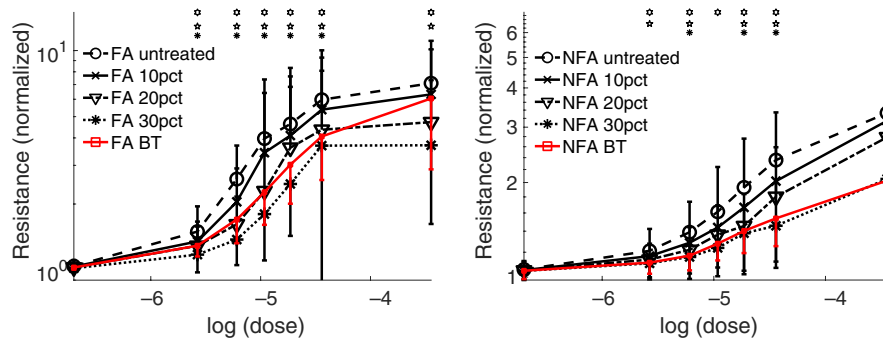 Resistance (normalized)
10¹
10⁰
FA untreated
FA 10pct
FA 20pct
FA 30pct
FA BT
−6
−5
−4
log (dose)
Resistance (normalized)
6
5
4
3
2
1
NFA untreated
NFA 10pct
NFA 20pct
NFA 30pct
NFA BT
−6
−5
−4
log (dose)